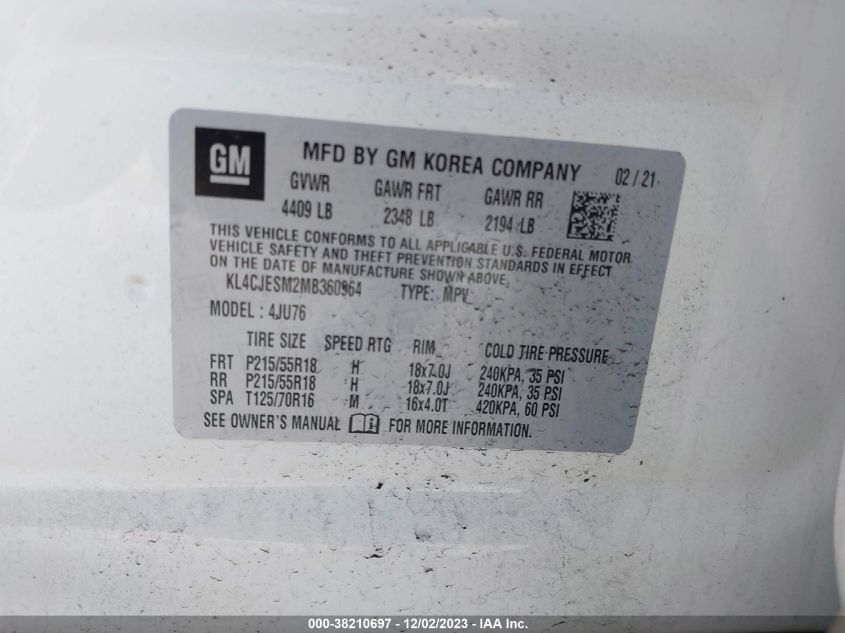 GM
MFD BY GM KOREA COMPANY 02/21
GVWR GAWR FRT GAWR RR
4409 LB 2348 LB 2194 LB
THIS VEHICLE CONFORMS TO ALL APPLICABLE U.S. FEDERAL MOTOR
VEHICLE SAFETY AND THEFT PREVENTION STANDARDS IN EFFECT
ON THE DATE OF MANUFACTURE SHOWN ABOVE.
KL4CJESM2MB360964 TYPE: MPV
MODEL: 4JU76
TIRE SIZE SPEED RTG RIM COLD TIRE PRESSURE
FRT P215/55R18 H 18x7.0J 240KPA, 35 PSI
RR P215/55R18 H 18x7.0J 240KPA, 35 PSI
SPA T125/70R16 M 16x4.0T 420KPA, 60 PSI
SEE OWNER'S MANUAL FOR MORE INFORMATION.
000-38210697 - 12/02/2023 - IAA Inc.